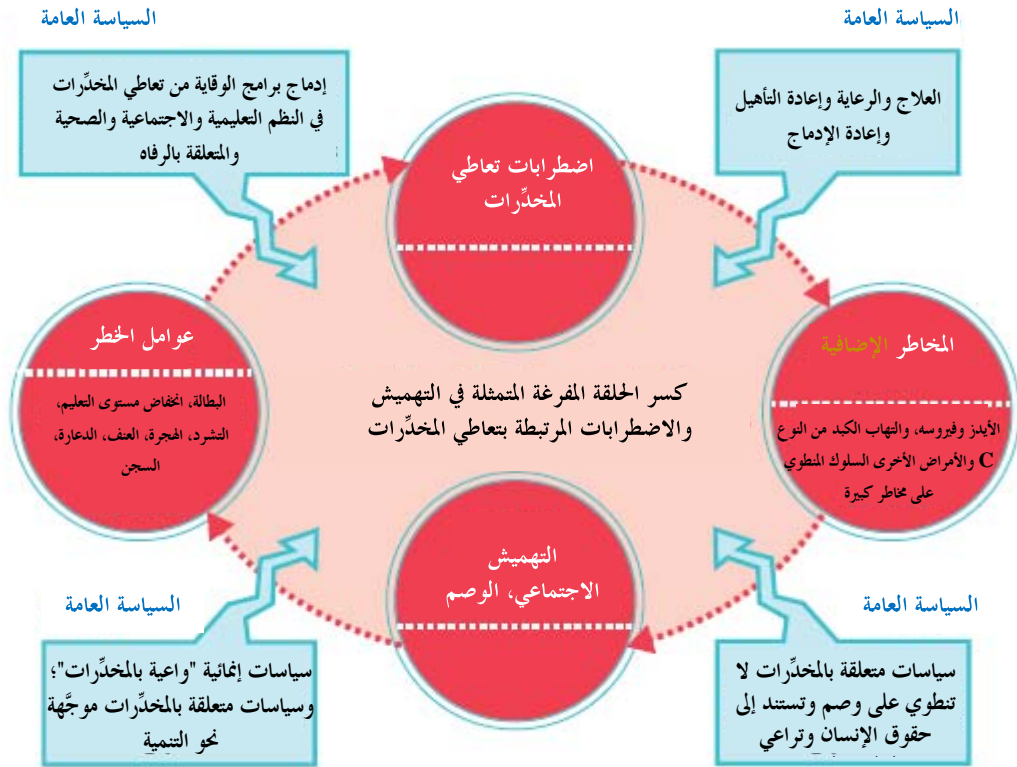 السياسة العامة
العلاج والرعاية وإعادة التأهيل
وإعادة الإدماج
السياسة العامة
إدماج برامج الوقاية من تعاطي المخدِّرات
في النظم التعليمية والاجتماعية والصحية
والمتعلقة بالرفاه
اضطرابات تعاطي
المخدِّرات
المخاطر الإضافية
الأيدز وفيروسه، والتهاب الكبد من النوع
C والأمراض الأخرى السلوك المنطوي
على مخاطر كبيرة
كسر الحلقة المفرغة المتمثلة في التهميش
والاضطرابات المرتبطة بتعاطي المخدِّرات
عوامل الخطر
البطالة، انخفاض مستوى التعليم،
التشرد، الهجرة، العنف، الدعارة،
السجن
التهميش
الاجتماعي، الوصم
السياسة العامة
سياسات متعلقة بالمخدِّرات لا
تنطوي على وصم وتستند إلى
حقوق الإنسان وتراعي
السياسة العامة
سياسات إنمائية "واعية بالمخدِّرات"؛
وسياسات متعلقة بالمخدِّرات موجَّهة
نحو التنمية